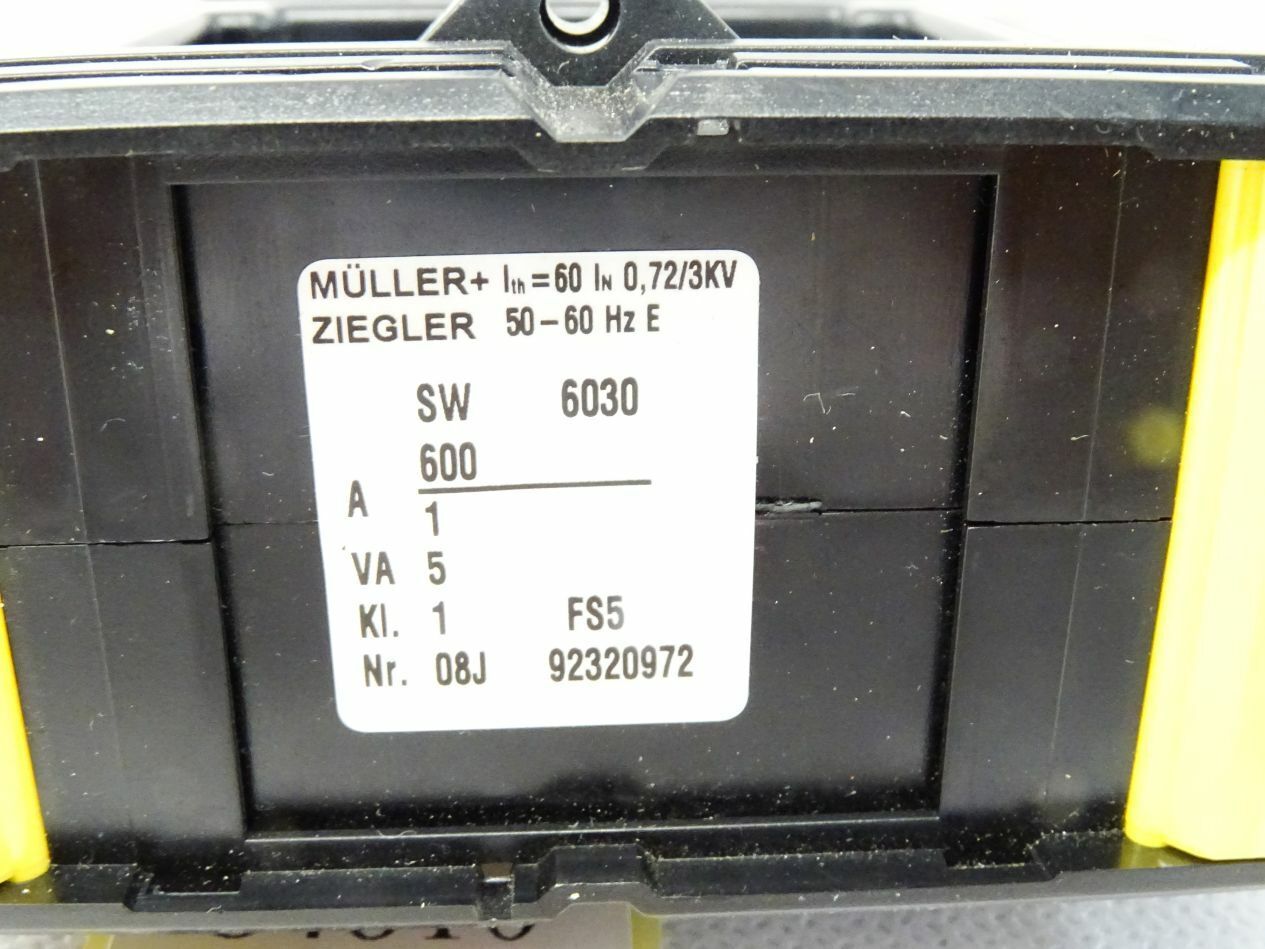 MÜLLER+ Ith = 60 IN 0,72/3KV
ZIEGLER 50 – 60 Hz E
SW 6030
600
A
1
VA 5
Kl. 1 FS5
Nr. 08J 92320972